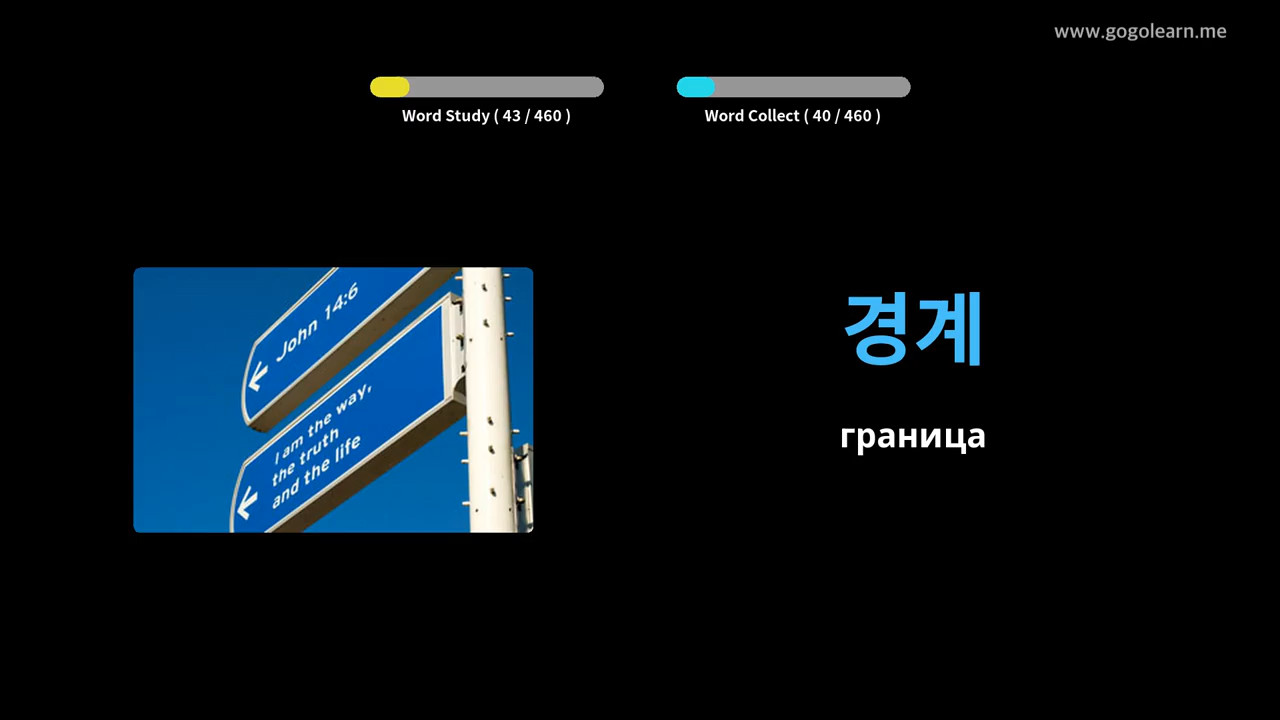 www.gogolearn.me
Word Study ( 43 / 460 )
Word Collect ( 40 / 460 )
John 14:6
I am the way,
the truth
and the life
경계
граница